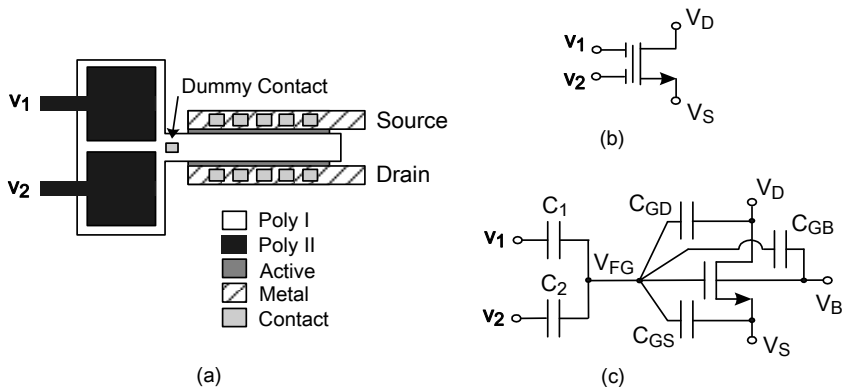 v1
v2
Dummy Contact
Source
Drain
Poly I
Poly II
Active
Metal
Contact
(a)
v1
v2
VD
VS
(b)
v1
v2
C1
C2
VFG
CGD
CGS
VD
CGB
VB
VS
(c)